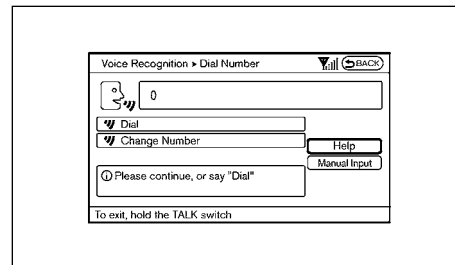 Voice Recognition ▸ Dial Number BACK
0
Dial
Change Number
Help
Manual Input
Please continue, or say "Dial"
To exit, hold the TALK switch